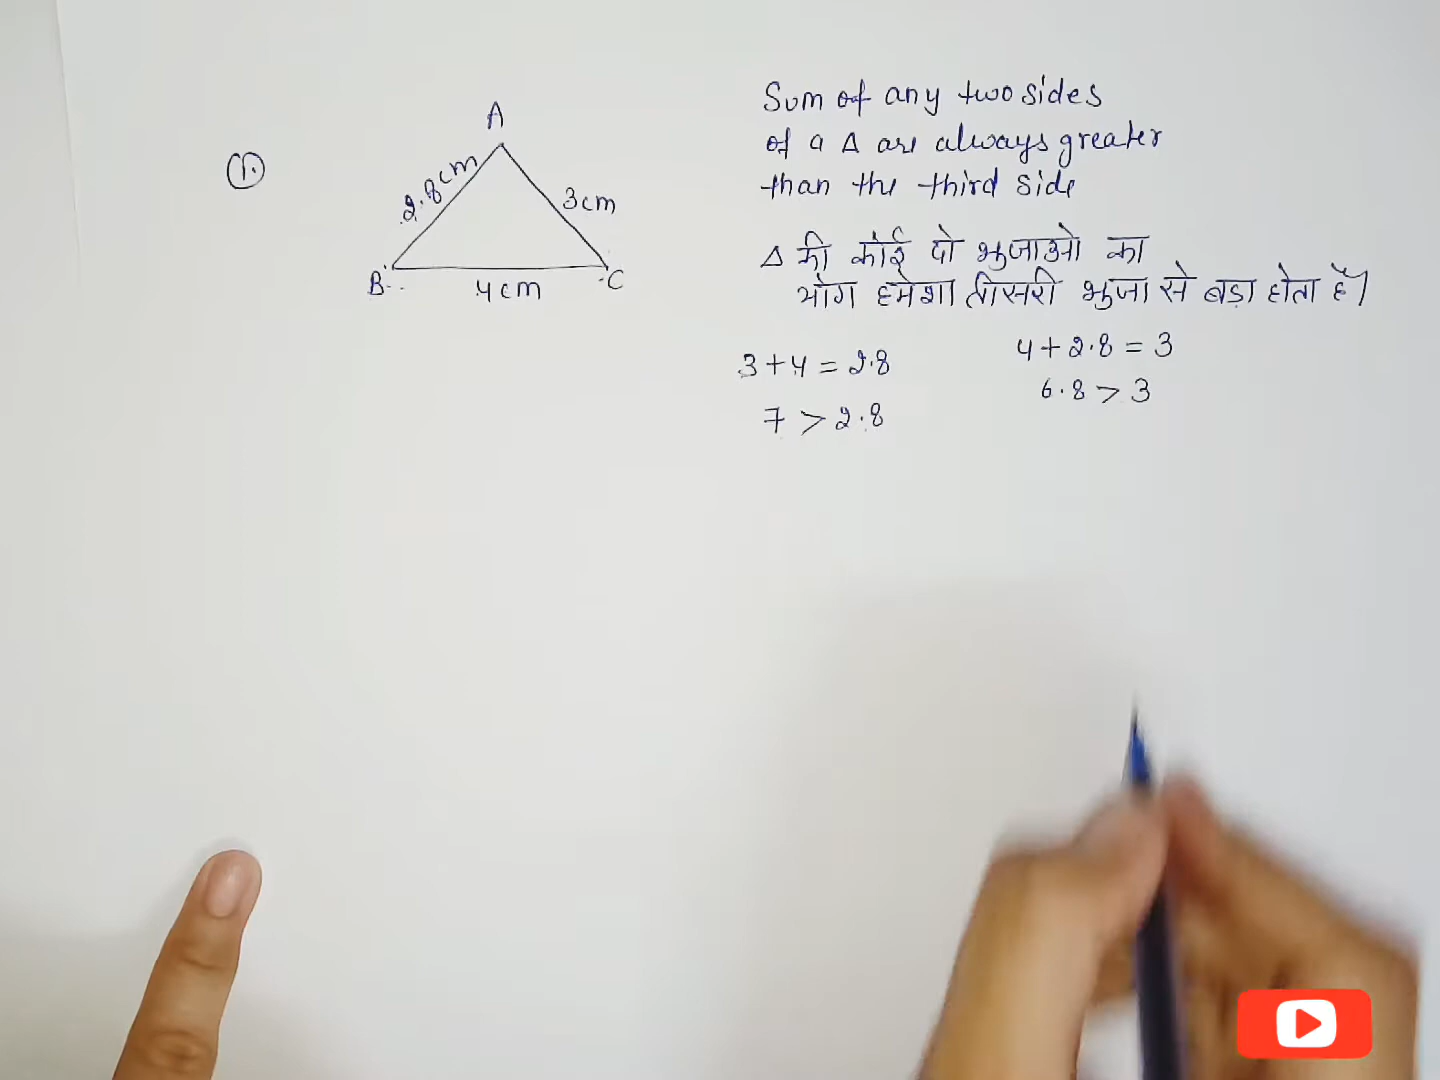 1.
A
2.8cm
3cm
B
4cm
C
Sum of any two sides
of a Δ are always greater
than the third side
Δ की कोई दो भुजाओ का
योग हमेशा तीसरी भुजा से बड़ा होता है।
3+4 = 2.8
7 > 2.8
4+2.8 = 3
6.8 > 3